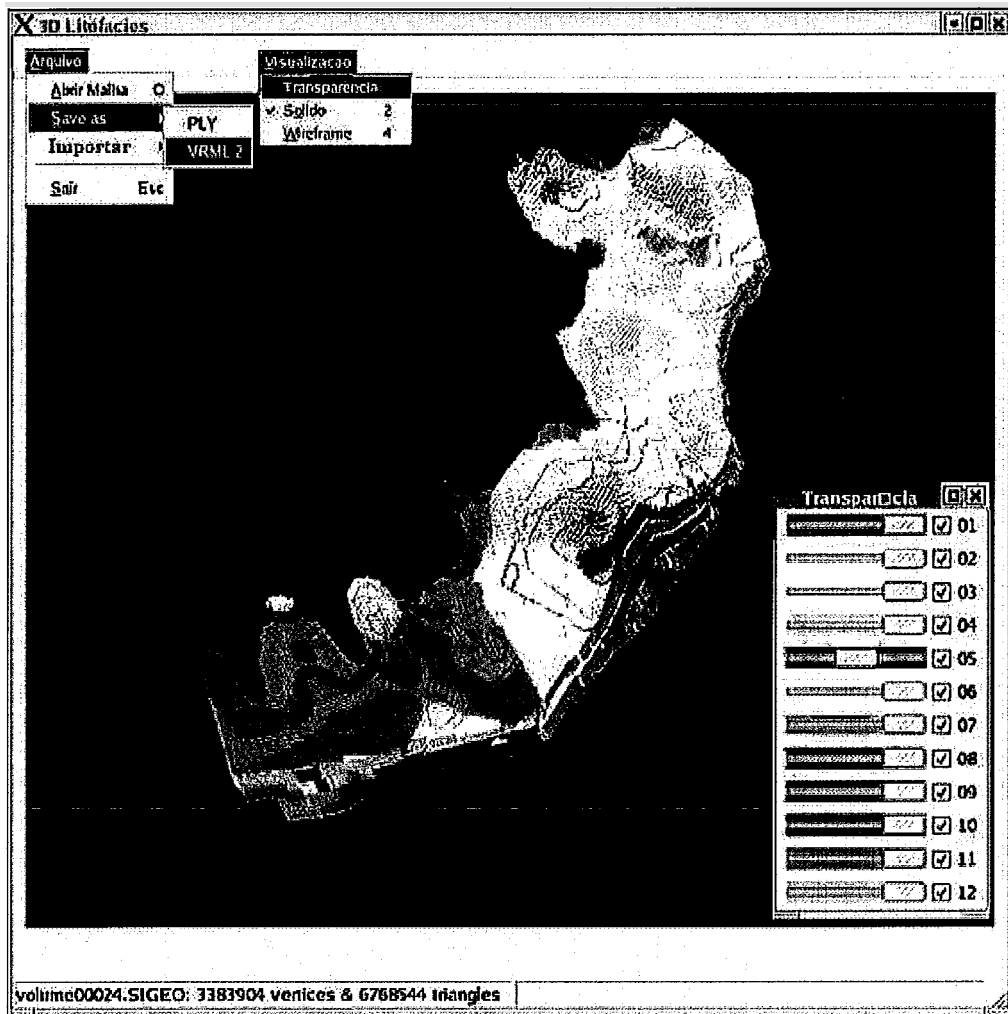 3D Litofacies
Arquivo
Abrir Malha O
Save as
Importar
Sair Esc
PLY
VRML 2
Visualizacao
Transparencia
Solido 2
Wireframe 4
Transparencia
01
02
03
04
05
06
07
08
09
10
11
12
volume00024.SIGEO: 3383904 vertices & 6768544 triangles